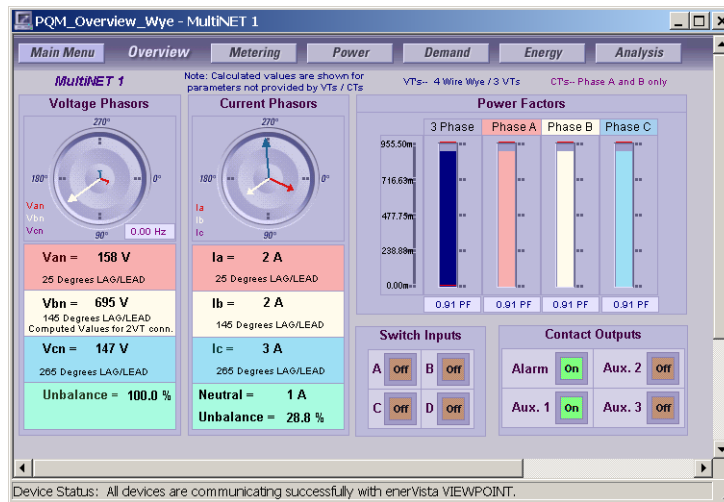 PQM_Overview_Wye - MultiNET 1
Main Menu Overview Metering Power Demand Energy Analysis
MultiNET 1
Note: Calculated values are shown for
parameters not provided by VTs / CTs
VT's-- 4 Wire Wye / 3 VTs
CT's-- Phase A and B only
Voltage Phasors
270°
180°
0°
90°
Van
Vbn
Vcn
0.00 Hz
Van = 158 V
25 Degrees LAG/LEAD
Vbn = 695 V
145 Degrees LAG/LEAD
Computed Values for 2VT conn.
Vcn = 147 V
265 Degrees LAG/LEAD
Unbalance = 100.0 %
Current Phasors
270°
180°
0°
90°
Ia
Ib
Ic
Ia = 2 A
25 Degrees LAG/LEAD
Ib = 2 A
145 Degrees LAG/LEAD
Ic = 3 A
265 Degrees LAG/LEAD
Neutral = 1 A
Unbalance = 28.8 %
Power Factors
3 Phase Phase A Phase B Phase C
955.50m
716.63m
477.75m
238.88m
0.00m
0.91 PF 0.91 PF 0.91 PF 0.91 PF
Switch Inputs
A Off B Off
C Off D Off
Contact Outputs
Alarm On Aux. 2 Off
Aux. 1 On Aux. 3 Off
Device Status: All devices are communicating successfully with enerVista VIEWPOINT.